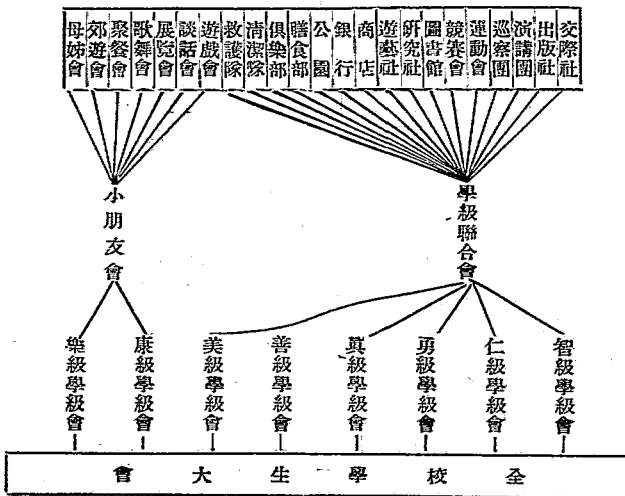 交際社
出版社
演講團
巡察團
運動會
競賽會
圖書館
研究社
遊藝社
商店
銀行
公園
膳食部
俱樂部
清潔隊
救護隊
遊戲會
談話會
展覽會
歌舞會
聚餐會
郊遊會
母姊會
學級聯合會
小朋友會
智級學級會
仁級學級會
勇級學級會
眞級學級會
善級學級會
美級學級會
康級學級會
樂級學級會
全校學生大會